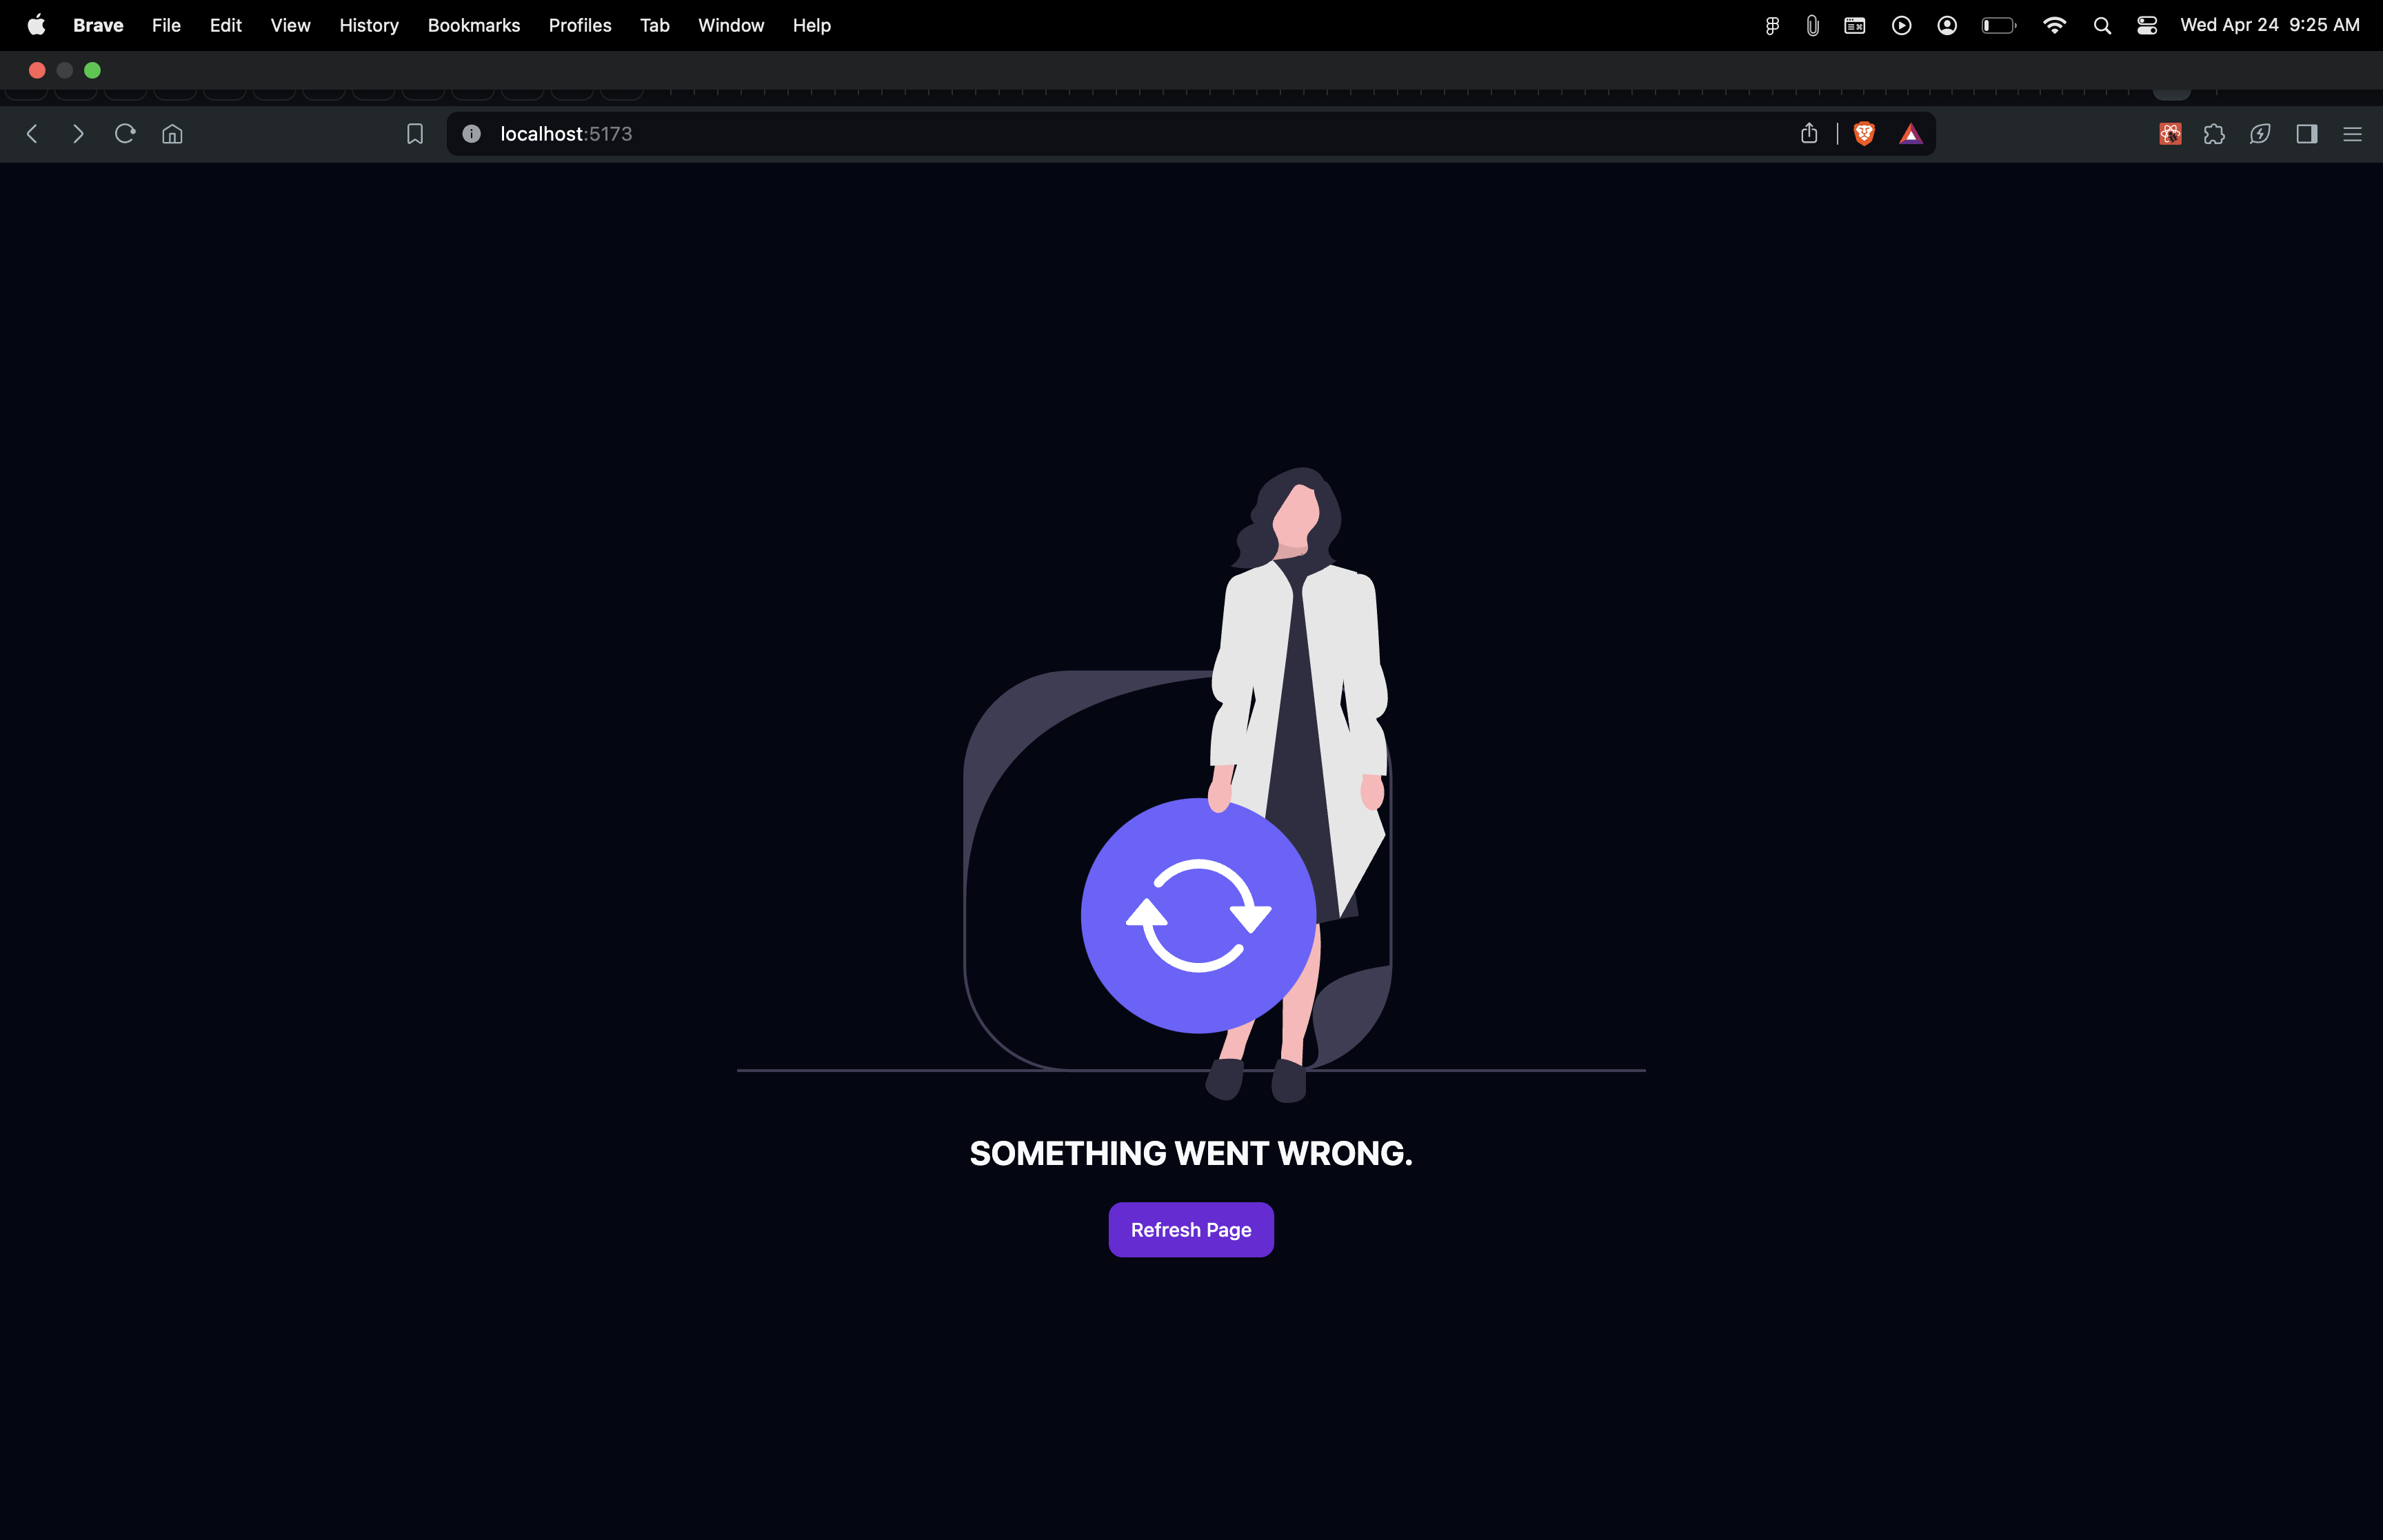 Brave File Edit View History Bookmarks Profiles Tab Window Help Wed Apr 24 9:25 AM
localhost:5173
SOMETHING WENT WRONG.
Refresh Page